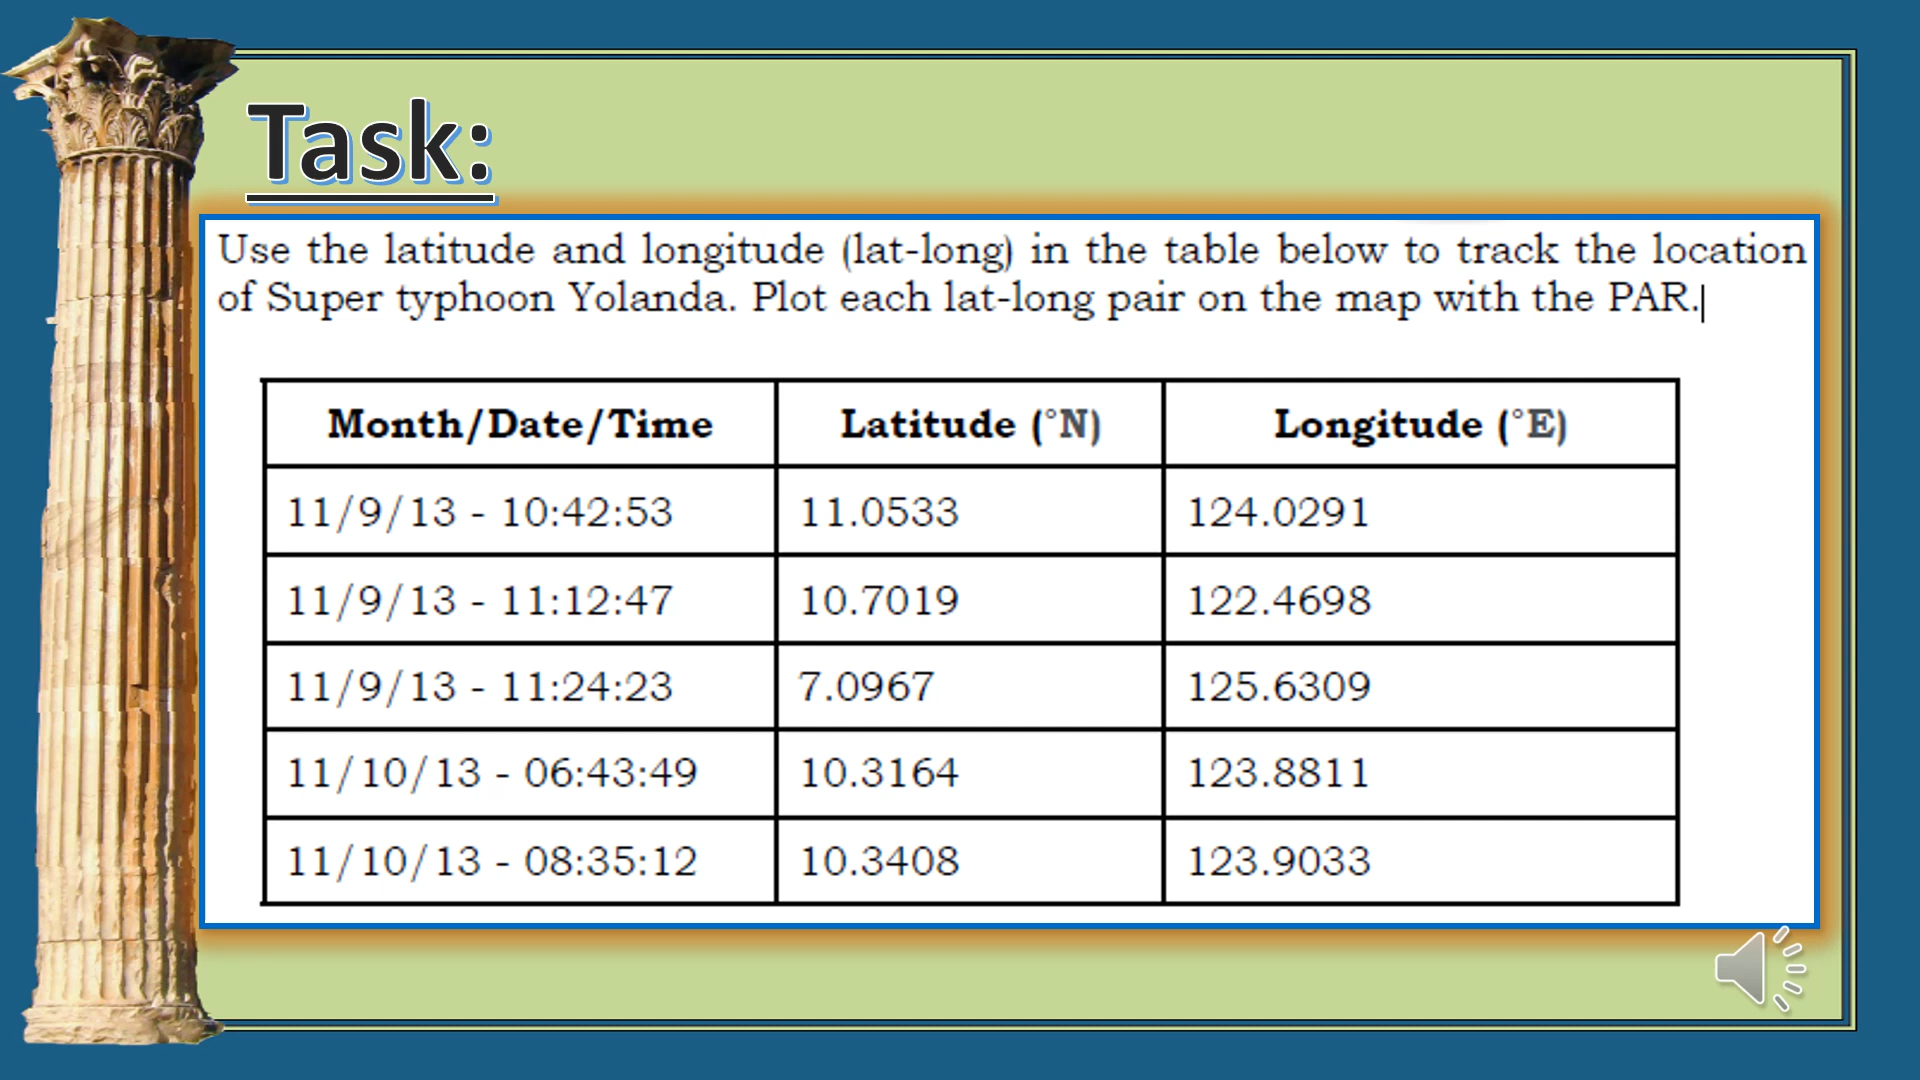 Task:
Use the latitude and longitude (lat-long) in the table below to track the location
of Super typhoon Yolanda. Plot each lat-long pair on the map with the PAR.
Month/Date/Time Latitude (°N) Longitude (°E)
11/9/13 - 10:42:53 11.0533 124.0291
11/9/13 - 11:12:47 10.7019 122.4698
11/9/13 - 11:24:23 7.0967 125.6309
11/10/13 - 06:43:49 10.3164 123.8811
11/10/13 - 08:35:12 10.3408 123.9033